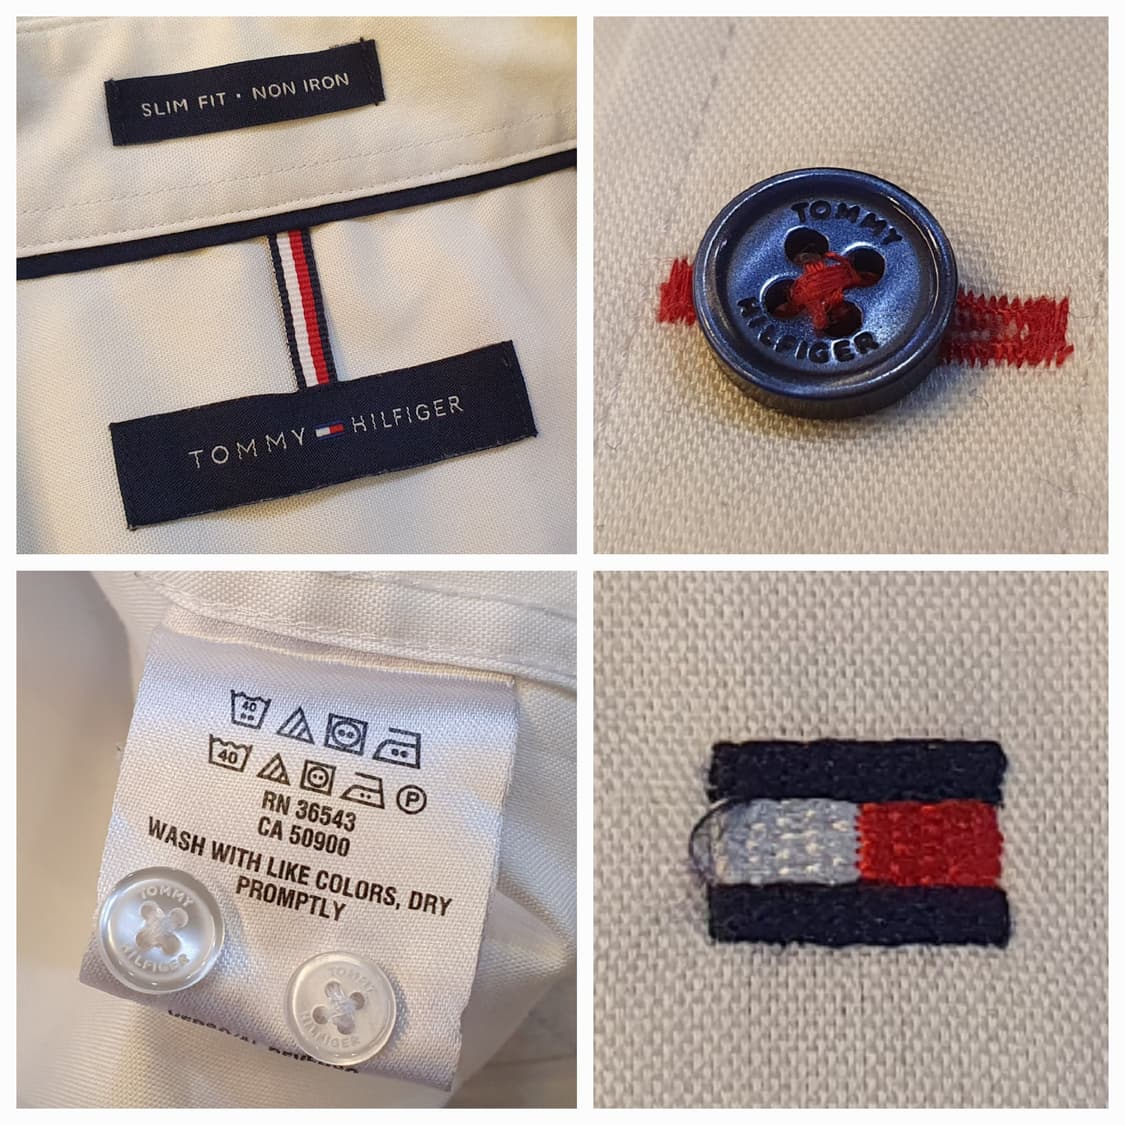 SLIM FIT • NON IRON
TOMMY HILFIGER
TOMMY
HILFIGER
40
40
P
RN 36543
CA 50900
WASH WITH LIKE COLORS, DRY
PROMPTLY
TOMMY
HILFIGER
TOMMY
HILFIGER